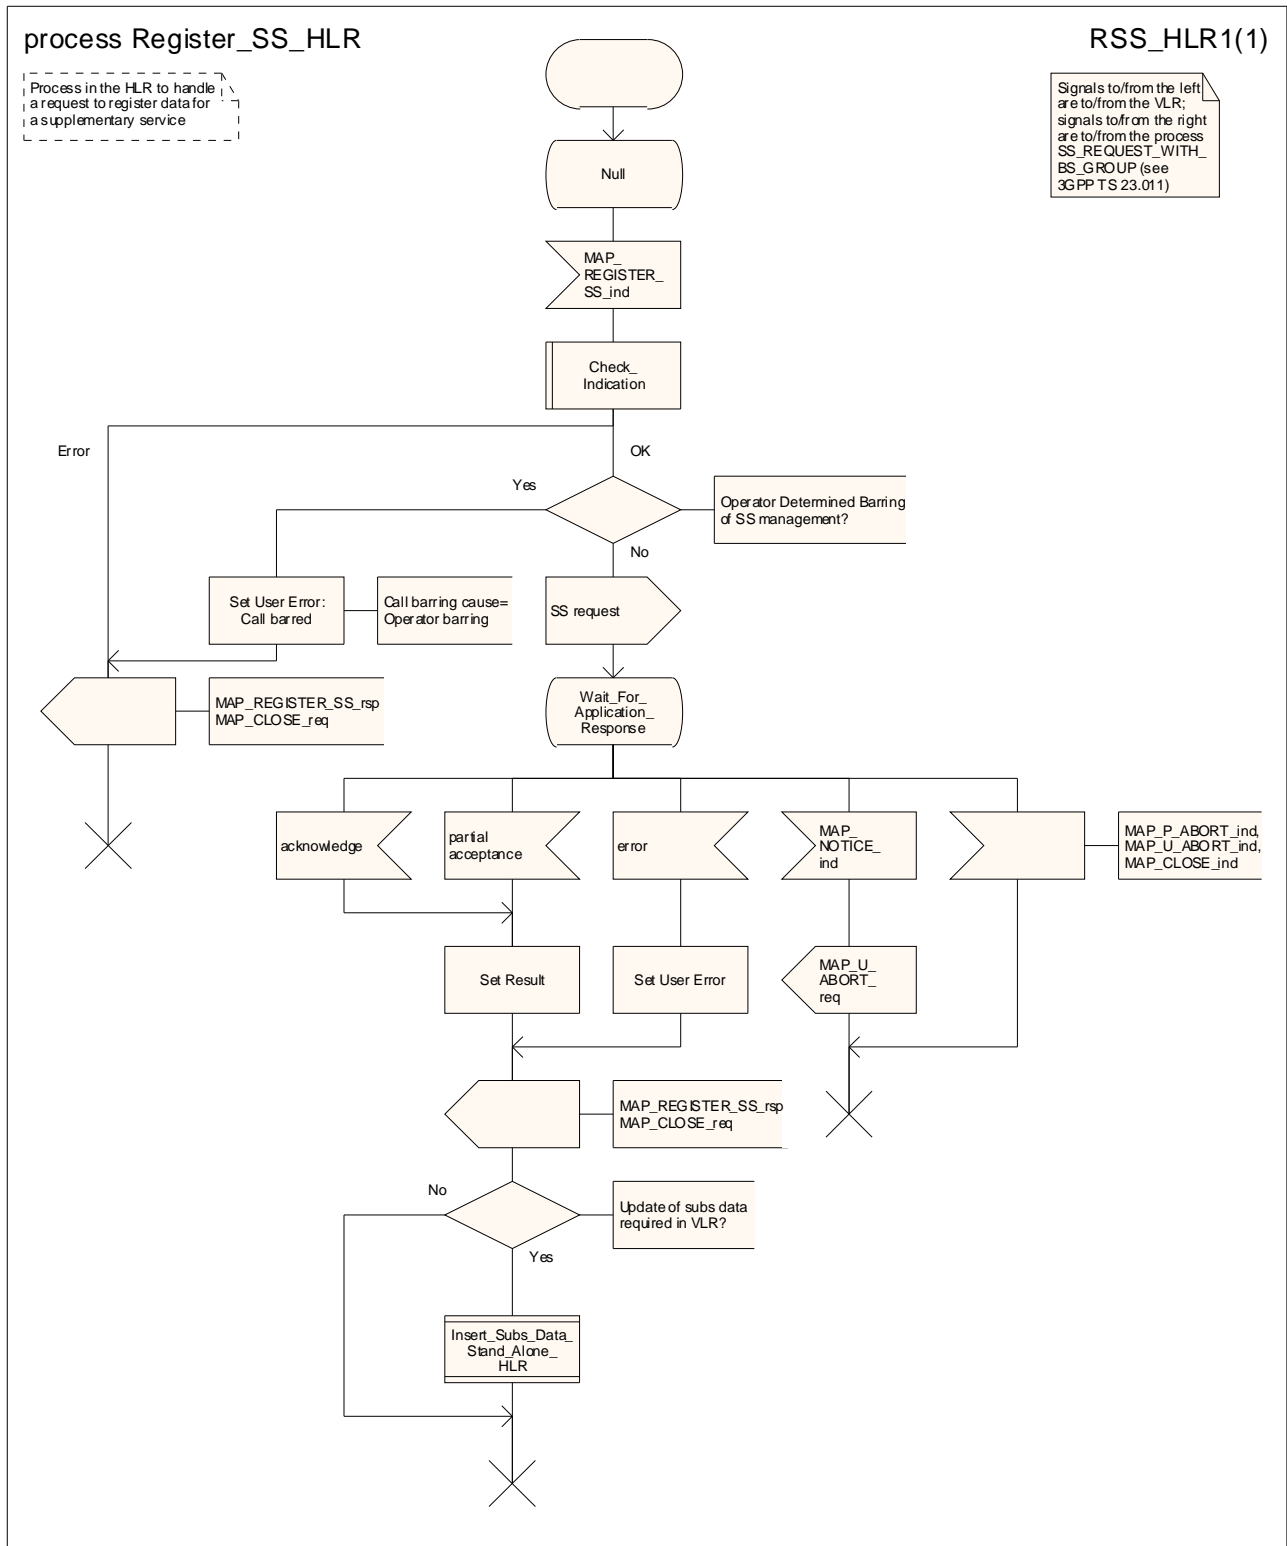 process Register_SS_HLR
RSS_HLR1(1)
Process in the HLR to handle
a request to register data for
a supplementary service
Signals to/from the left
are to/from the VLR;
signals to/from the right
are to/from the process
SS_REQUEST_WITH_
BS_GROUP (see
3GPP TS 23.011)
Null
MAP_
REGISTER_
SS_ind
Check_
Indication
Error
OK
Yes
Operator Determined Barring
of SS management?
No
Set User Error:
Call barred
Call barring cause=
Operator barring
SS request
MAP_REGISTER_SS_rsp
MAP_CLOSE_req
Wait_For_
Application_
Response
acknowledge
partial
acceptance
error
MAP_
NOTICE_
ind
MAP_P_ABORT_ind,
MAP_U_ABORT_ind,
MAP_CLOSE_ind
Set Result
Set User Error
MAP_U_
ABORT_
req
MAP_REGISTER_SS_rsp
MAP_CLOSE_req
No
Update of subs data
required in VLR?
Yes
Insert_Subs_Data_
Stand_Alone_
HLR